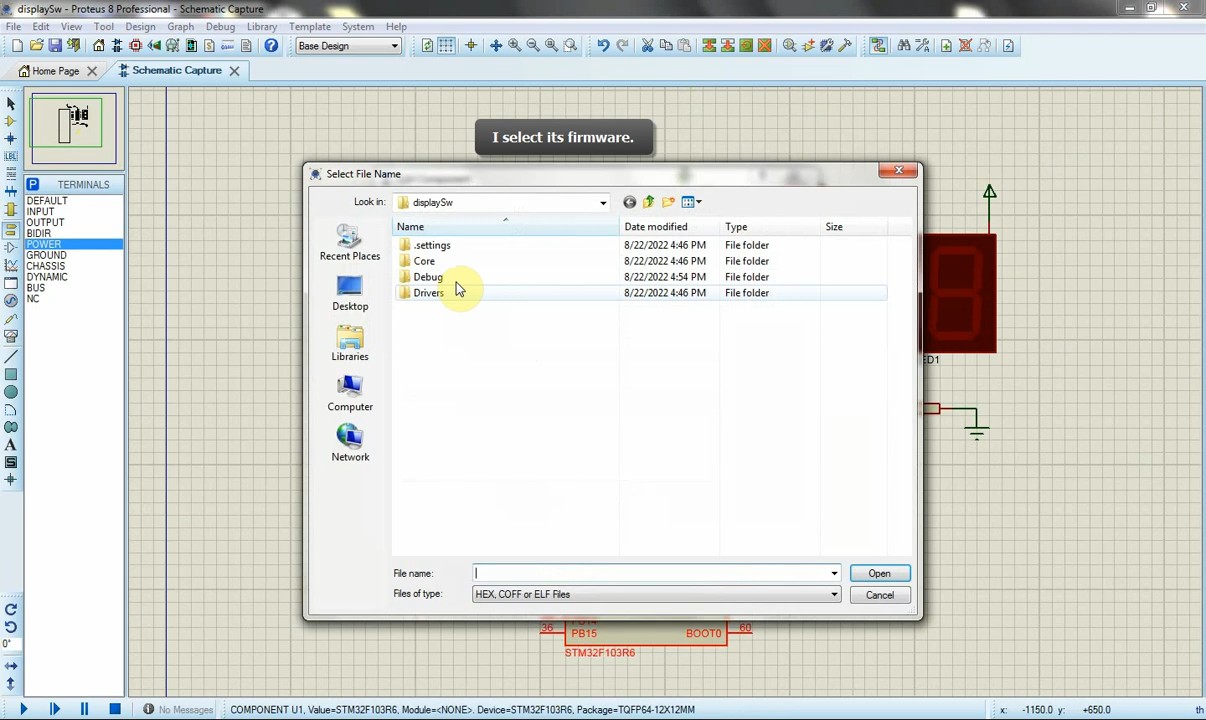 displaySw - Proteus 8 Professional - Schematic Capture
File Edit View Tool Design Graph Debug Library Template System Help
Base Design
Home Page
Schematic Capture
I select its firmware.
P TERMINALS
DEFAULT
INPUT
OUTPUT
BIDIR
POWER
GROUND
CHASSIS
DYNAMIC
BUS
NC
LBL
A
S
0°
Select File Name
Look in: displaySw
Name Date modified Type Size
.settings 8/22/2022 4:46 PM File folder
Core 8/22/2022 4:46 PM File folder
Debug 8/22/2022 4:54 PM File folder
Drivers 8/22/2022 4:46 PM File folder
Recent Places
Desktop
Libraries
Computer
Network
File name: Open
Files of type: HEX, COFF or ELF Files Cancel
ED1
36 PB15 BOOT0 60
STM32F103R6
No Messages COMPONENT U1, Value=STM32F103R6, Module=<NONE>. Device=STM32F103R6, Package=TQFP64-12X12MM x: -1150.0 y: +650.0 th